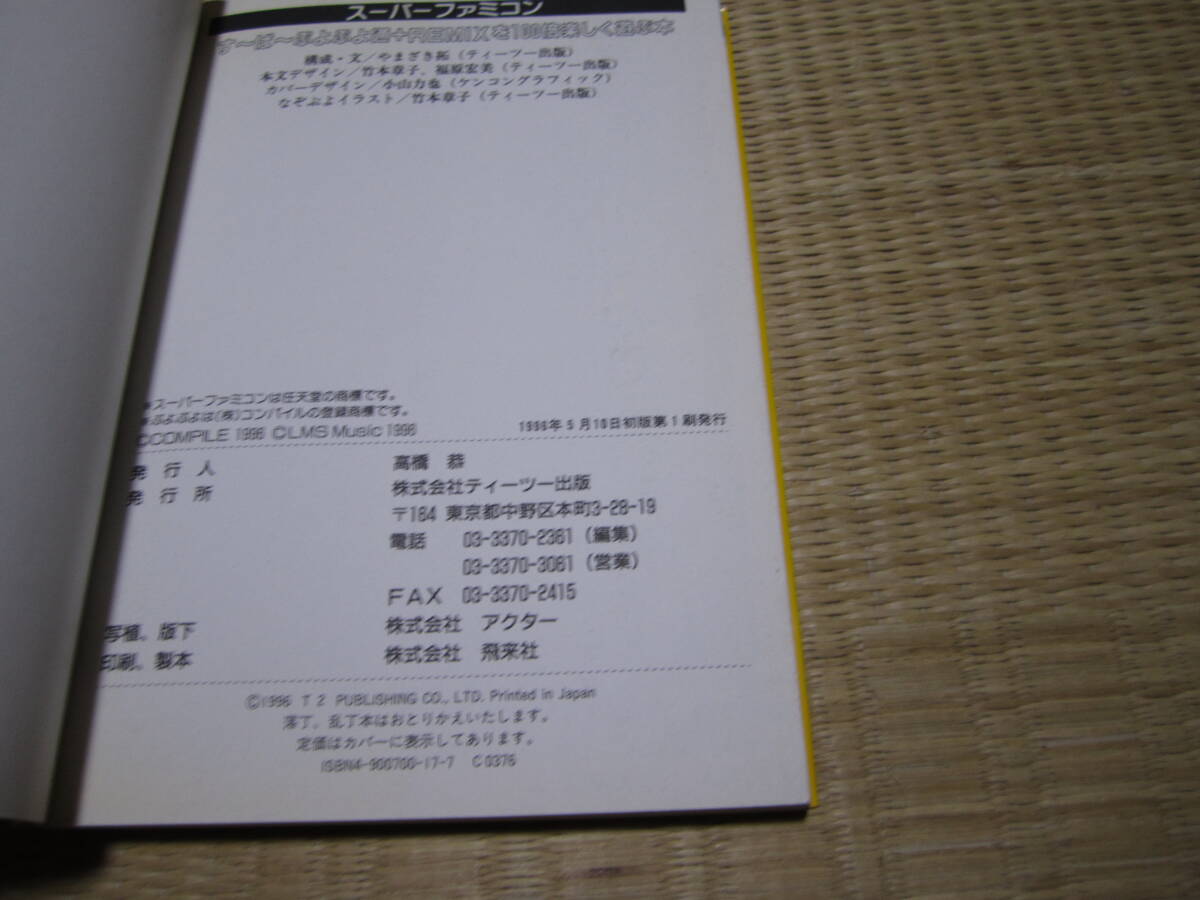 スーパーファミコン
す〜ぱ〜ぷよぷよ通+REMIXを100倍楽しく遊ぶ本
構成・文／やまざき拓（ティーツー出版）
本文デザイン／竹本章子、福原宏美（ティーツー出版）
カバーデザイン／小山力也（ケンコングラフィック）
なぞぷよイラスト／竹本章子（ティーツー出版）
●スーパーファミコンは任天堂の商標です。
●ぷよぷよは（株）コンパイルの登録商標です。
©COMPILE 1996 ©LMS Music 1996
1996年5月10日初版第1刷発行
発行人 高橋 恭
発行所 株式会社ティーツー出版
〒164 東京都中野区本町3-28-19
電話 03-3370-2361（編集）
03-3370-3061（営業）
FAX 03-3370-2415
写植、版下 株式会社 アクター
印刷、製本 株式会社 飛来社
©1996 T2 PUBLISHING CO., LTD. Printed in Japan
落丁、乱丁本はおとりかえいたします。
定価はカバーに表示してあります。
ISBN4-900700-17-7 C0376